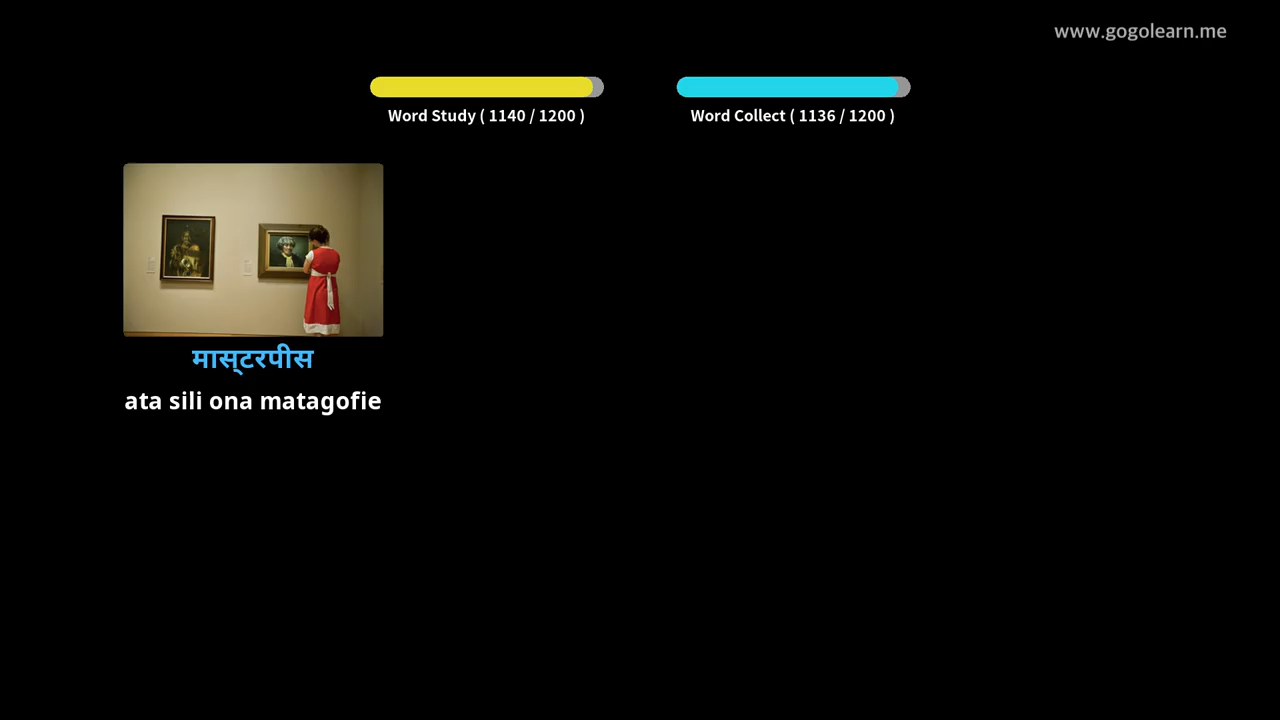 www.gogolearn.me
Word Study ( 1140 / 1200 )
Word Collect ( 1136 / 1200 )
मास्टरपीस
ata sili ona matagofie